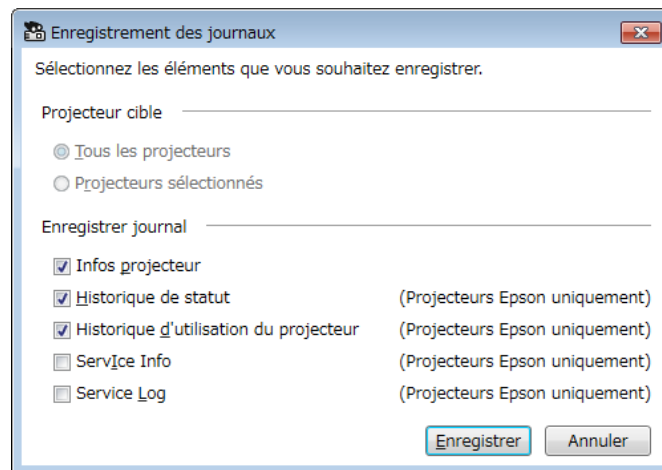 Enregistrement des journaux
Sélectionnez les éléments que vous souhaitez enregistrer.
Projecteur cible
Tous les projecteurs
Projecteurs sélectionnés
Enregistrer journal
Infos projecteur
Historique de statut (Projecteurs Epson uniquement)
Historique d'utilisation du projecteur (Projecteurs Epson uniquement)
ServIce Info (Projecteurs Epson uniquement)
Service Log (Projecteurs Epson uniquement)
Enregistrer Annuler